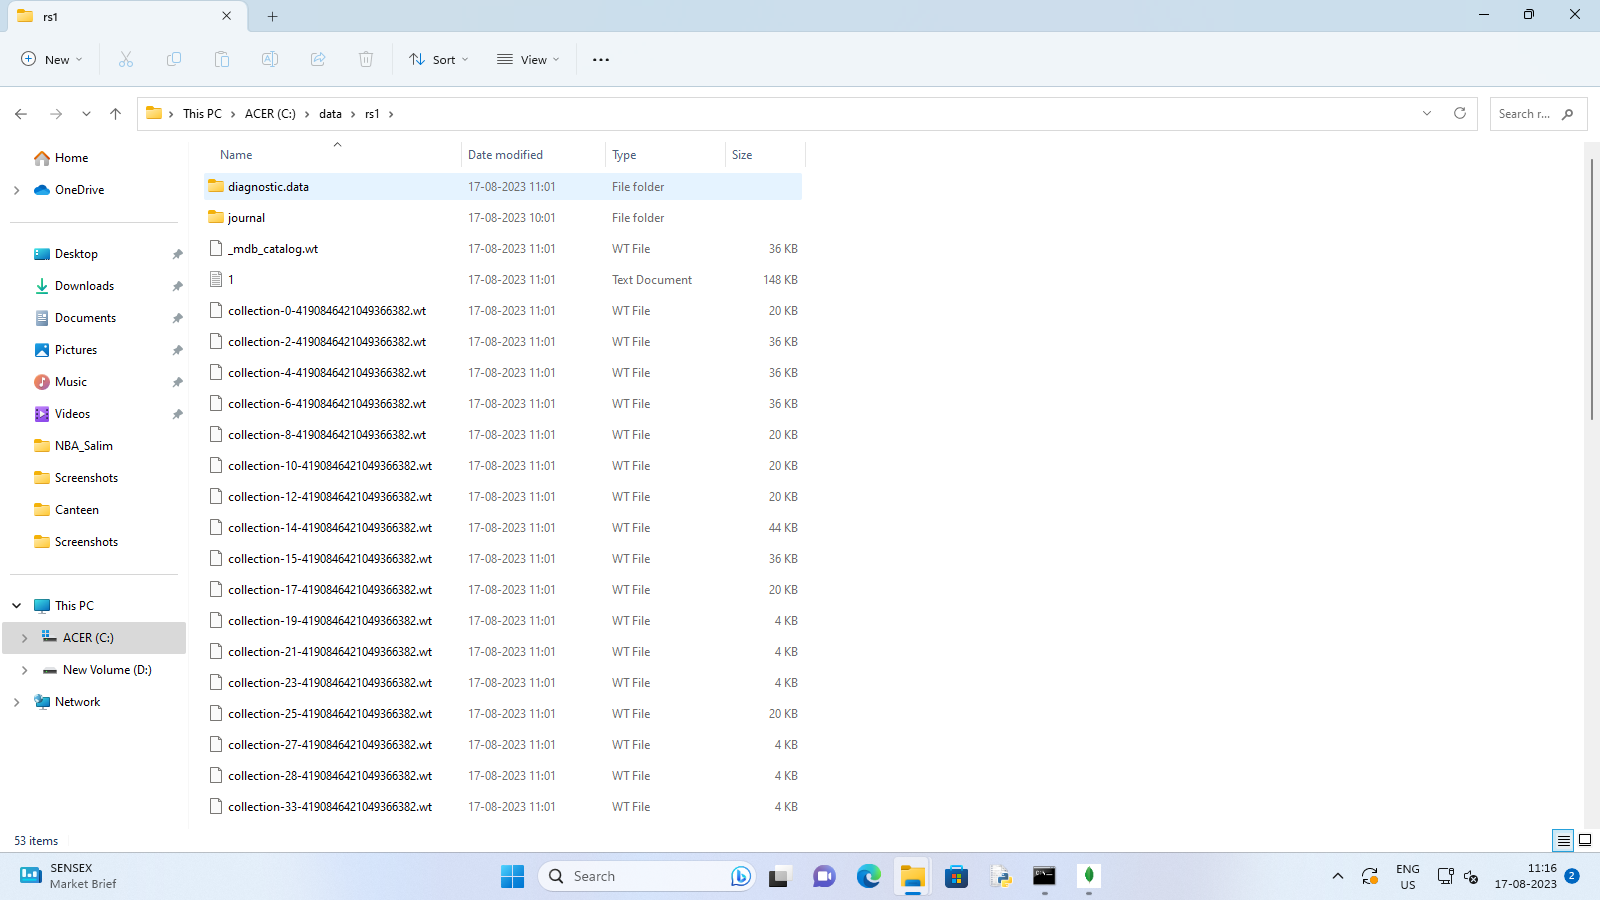 rs1
New
Sort
View
This PC > ACER (C:) > data > rs1 >
Search r...
Home
OneDrive
Desktop
Downloads
Documents
Pictures
Music
Videos
NBA_Salim
Screenshots
Canteen
Screenshots
This PC
ACER (C:)
New Volume (D:)
Network
Name Date modified Type Size
diagnostic.data 17-08-2023 11:01 File folder
journal 17-08-2023 10:01 File folder
_mdb_catalog.wt 17-08-2023 11:01 WT File 36 KB
1 17-08-2023 11:01 Text Document 148 KB
collection-0-4190846421049366382.wt 17-08-2023 11:01 WT File 20 KB
collection-2-4190846421049366382.wt 17-08-2023 11:01 WT File 36 KB
collection-4-4190846421049366382.wt 17-08-2023 11:01 WT File 36 KB
collection-6-4190846421049366382.wt 17-08-2023 11:01 WT File 36 KB
collection-8-4190846421049366382.wt 17-08-2023 11:01 WT File 20 KB
collection-10-4190846421049366382.wt 17-08-2023 11:01 WT File 20 KB
collection-12-4190846421049366382.wt 17-08-2023 11:01 WT File 20 KB
collection-14-4190846421049366382.wt 17-08-2023 11:01 WT File 44 KB
collection-15-4190846421049366382.wt 17-08-2023 11:01 WT File 36 KB
collection-17-4190846421049366382.wt 17-08-2023 11:01 WT File 20 KB
collection-19-4190846421049366382.wt 17-08-2023 11:01 WT File 4 KB
collection-21-4190846421049366382.wt 17-08-2023 11:01 WT File 4 KB
collection-23-4190846421049366382.wt 17-08-2023 11:01 WT File 4 KB
collection-25-4190846421049366382.wt 17-08-2023 11:01 WT File 20 KB
collection-27-4190846421049366382.wt 17-08-2023 11:01 WT File 4 KB
collection-28-4190846421049366382.wt 17-08-2023 11:01 WT File 4 KB
collection-33-4190846421049366382.wt 17-08-2023 11:01 WT File 4 KB
53 items
SENSEX
Market Brief
Search
ENG
US
11:16
17-08-2023
2